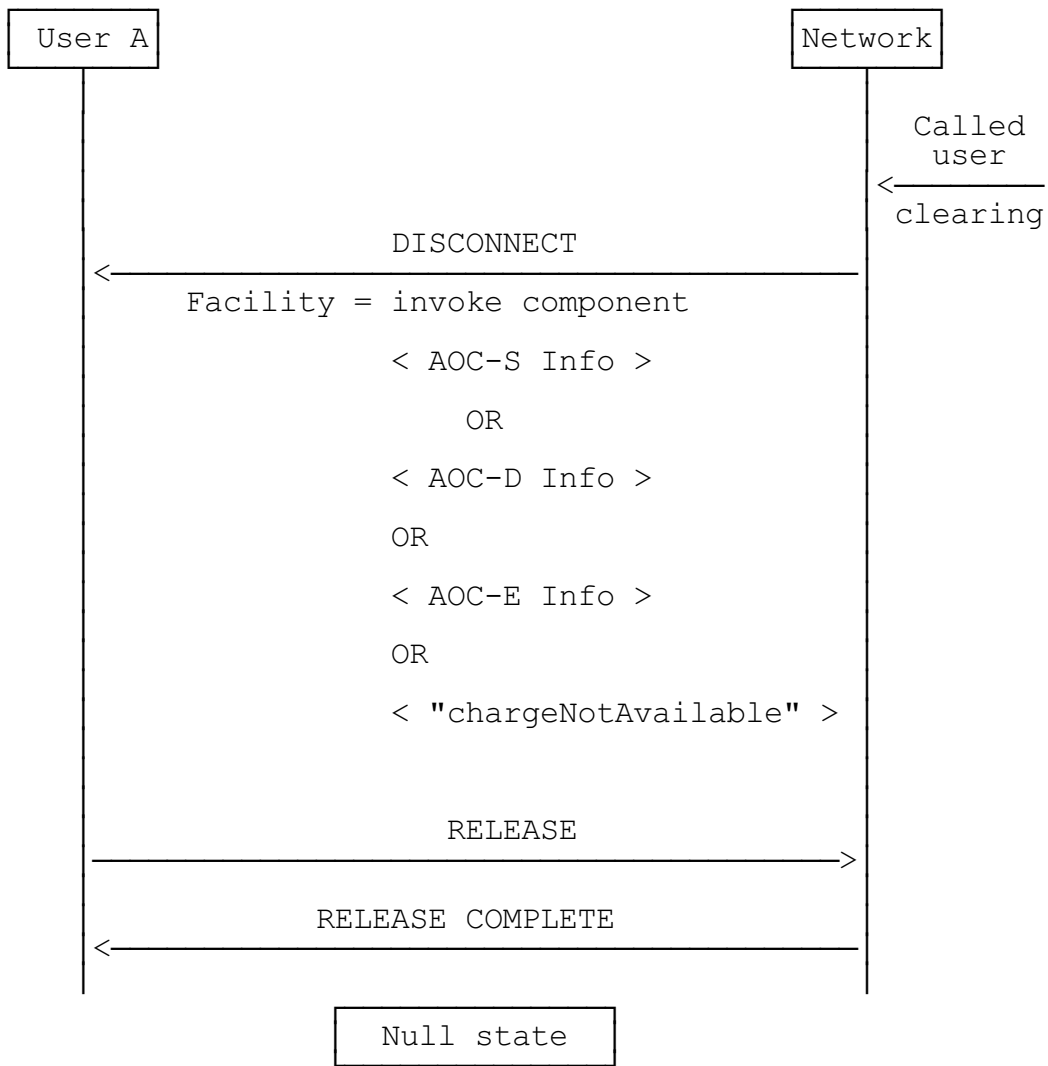 User A
Network
Called
user
clearing
DISCONNECT
Facility = invoke component
< AOC-S Info >
OR
< AOC-D Info >
OR
< AOC-E Info >
OR
< "chargeNotAvailable" >
RELEASE
RELEASE COMPLETE
Null state